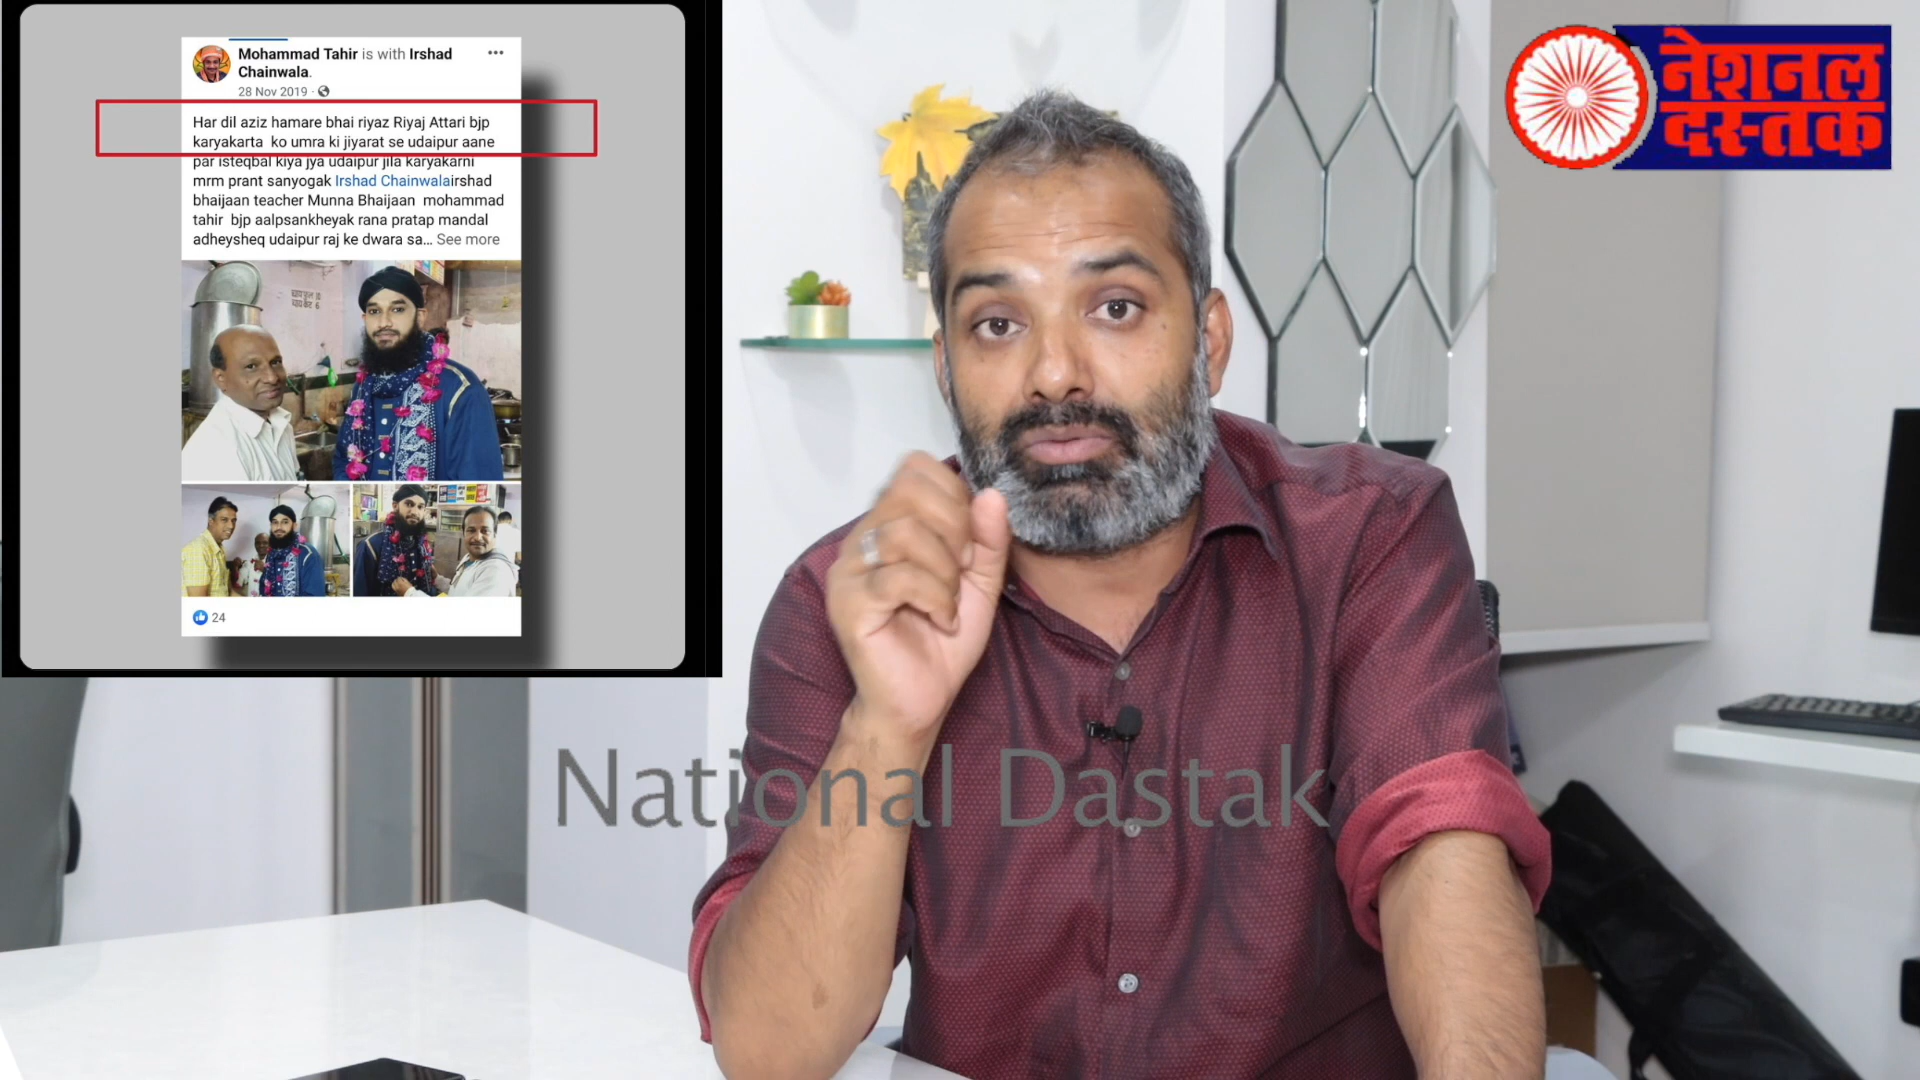 Mohammad Tahir is with Irshad
Chainwala.
28 Nov 2019 ·
Har dil aziz hamare bhai riyaz Riyaj Attari bjp
karyakarta ko umra ki jiyarat se udaipur aane
par isteqbal kiya jya udaipur jila karyakarni
mrm prant sanyogak Irshad Chainwalairshad
bhaijaan teacher Munna Bhaijaan mohammad
tahir bjp aalpsankheyak rana pratap mandal
adheysheq udaipur raj ke dwara sa... See more
24
नेशनल
दस्तक
National Dastak